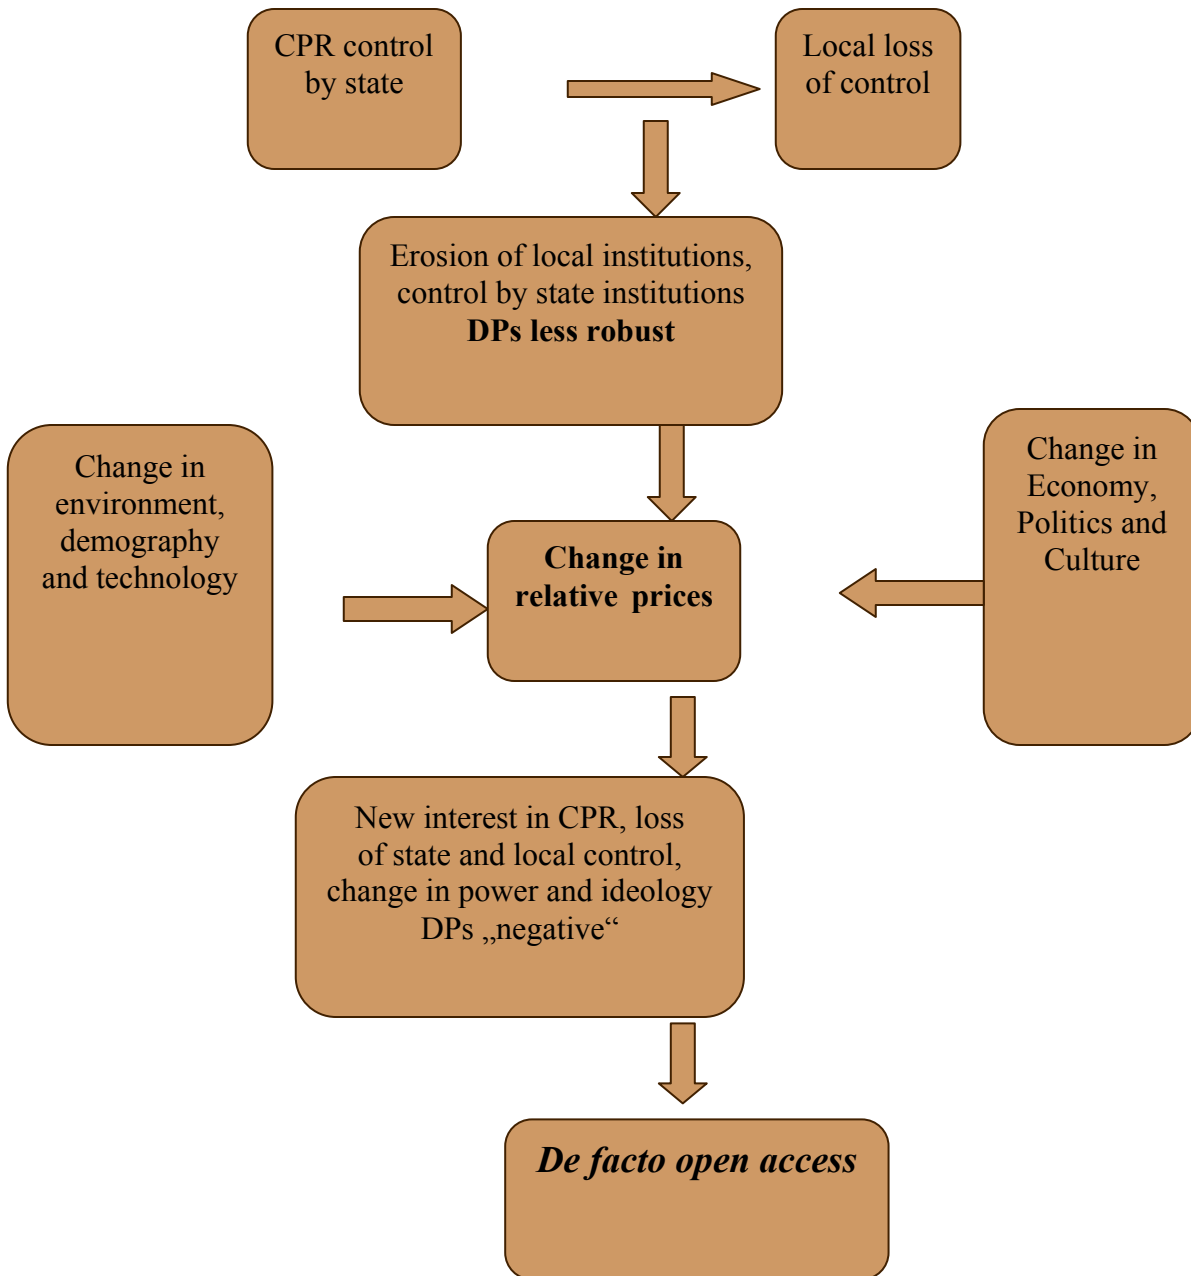 CPR control
by state
Local loss
of control
Erosion of local institutions,
control by state institutions
DPs less robust
Change in
environment,
demography
and technology
Change in
relative prices
Change in
Economy,
Politics and
Culture
New interest in CPR, loss
of state and local control,
change in power and ideology
DPs „negative“
De facto open access